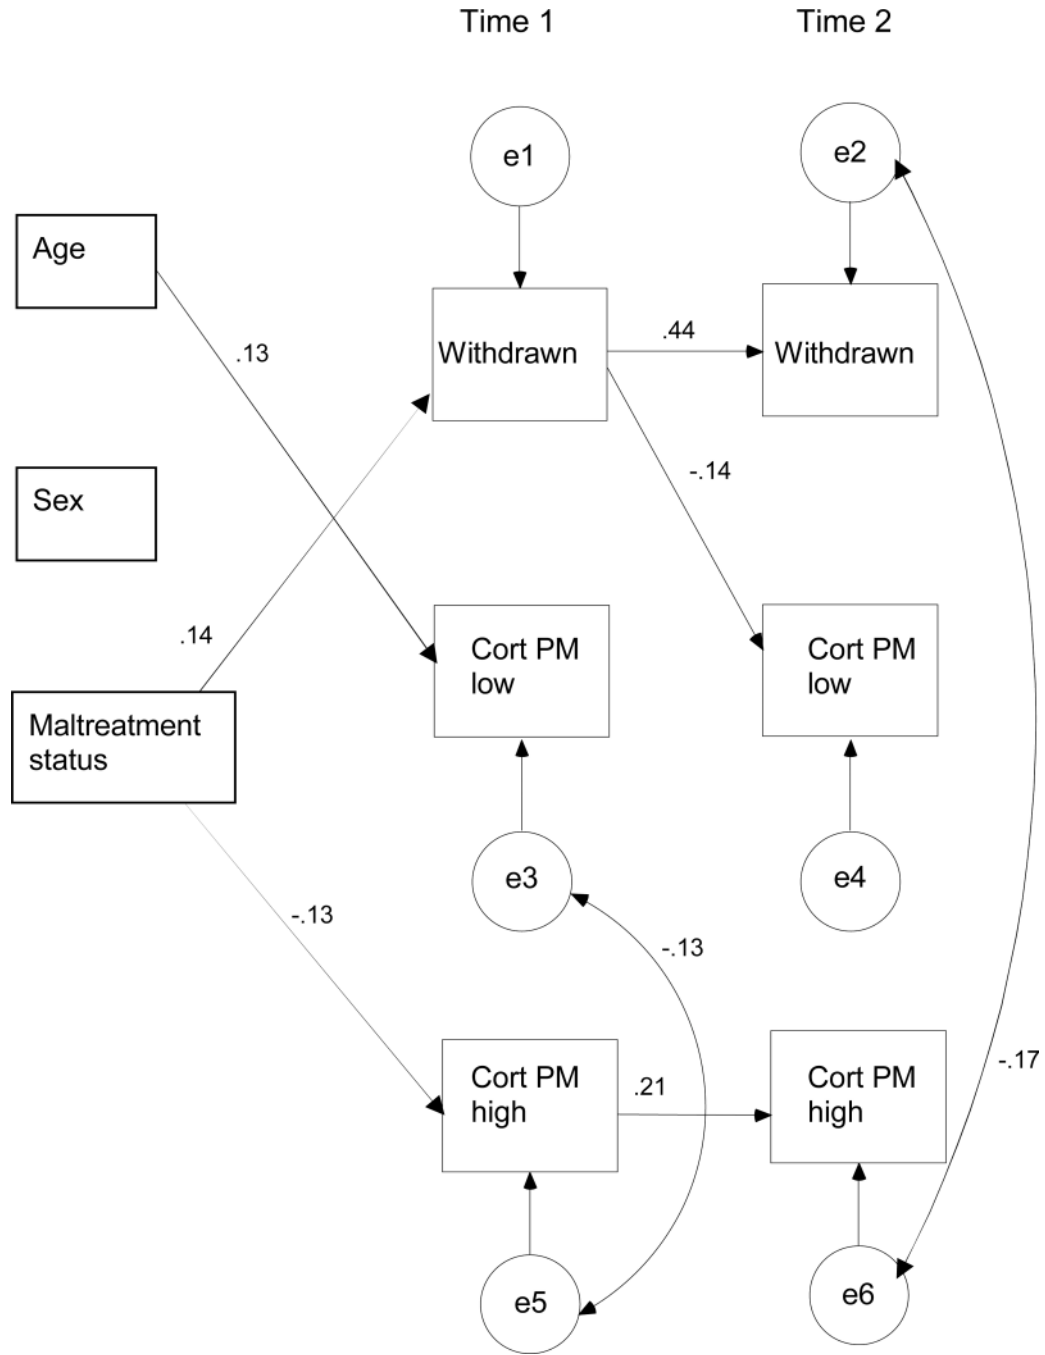 Time 1
Time 2
e1
e2
Age
.13
Withdrawn
.44
Withdrawn
-.14
Sex
.14
Cort PM
low
Cort PM
low
Maltreatment
status
e3
e4
-.13
-.13
Cort PM
high
.21
Cort PM
high
-.17
e5
e6